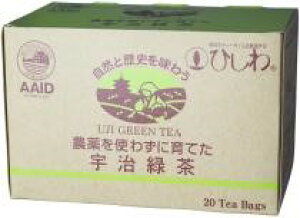 自然と歴史を味わう
AAID
ひしわ
UJI GREEN TEA
農薬を使わずに育てた
宇治緑茶
20 Tea Bags